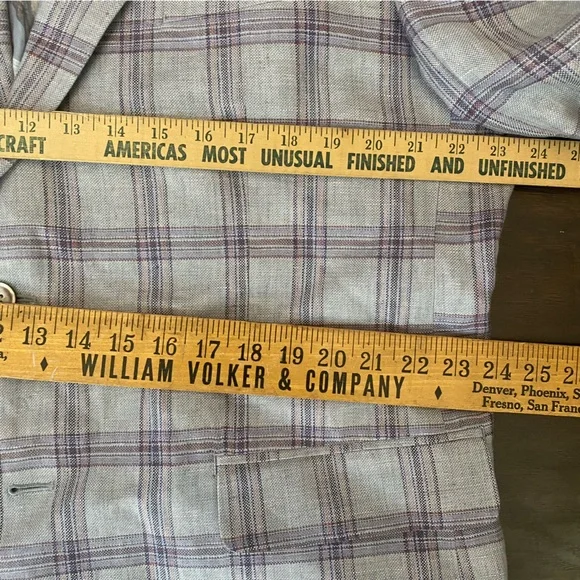 12 13 14 15 16 17 18 19 20 21 22 23 24
CRAFT AMERICAS MOST UNUSUAL FINISHED AND UNFINISHED
13 14 15 16 17 18 19 20 21 22 23 24 25
WILLIAM VOLKER & COMPANY
Denver, Phoenix, S
Fresno, San Franc